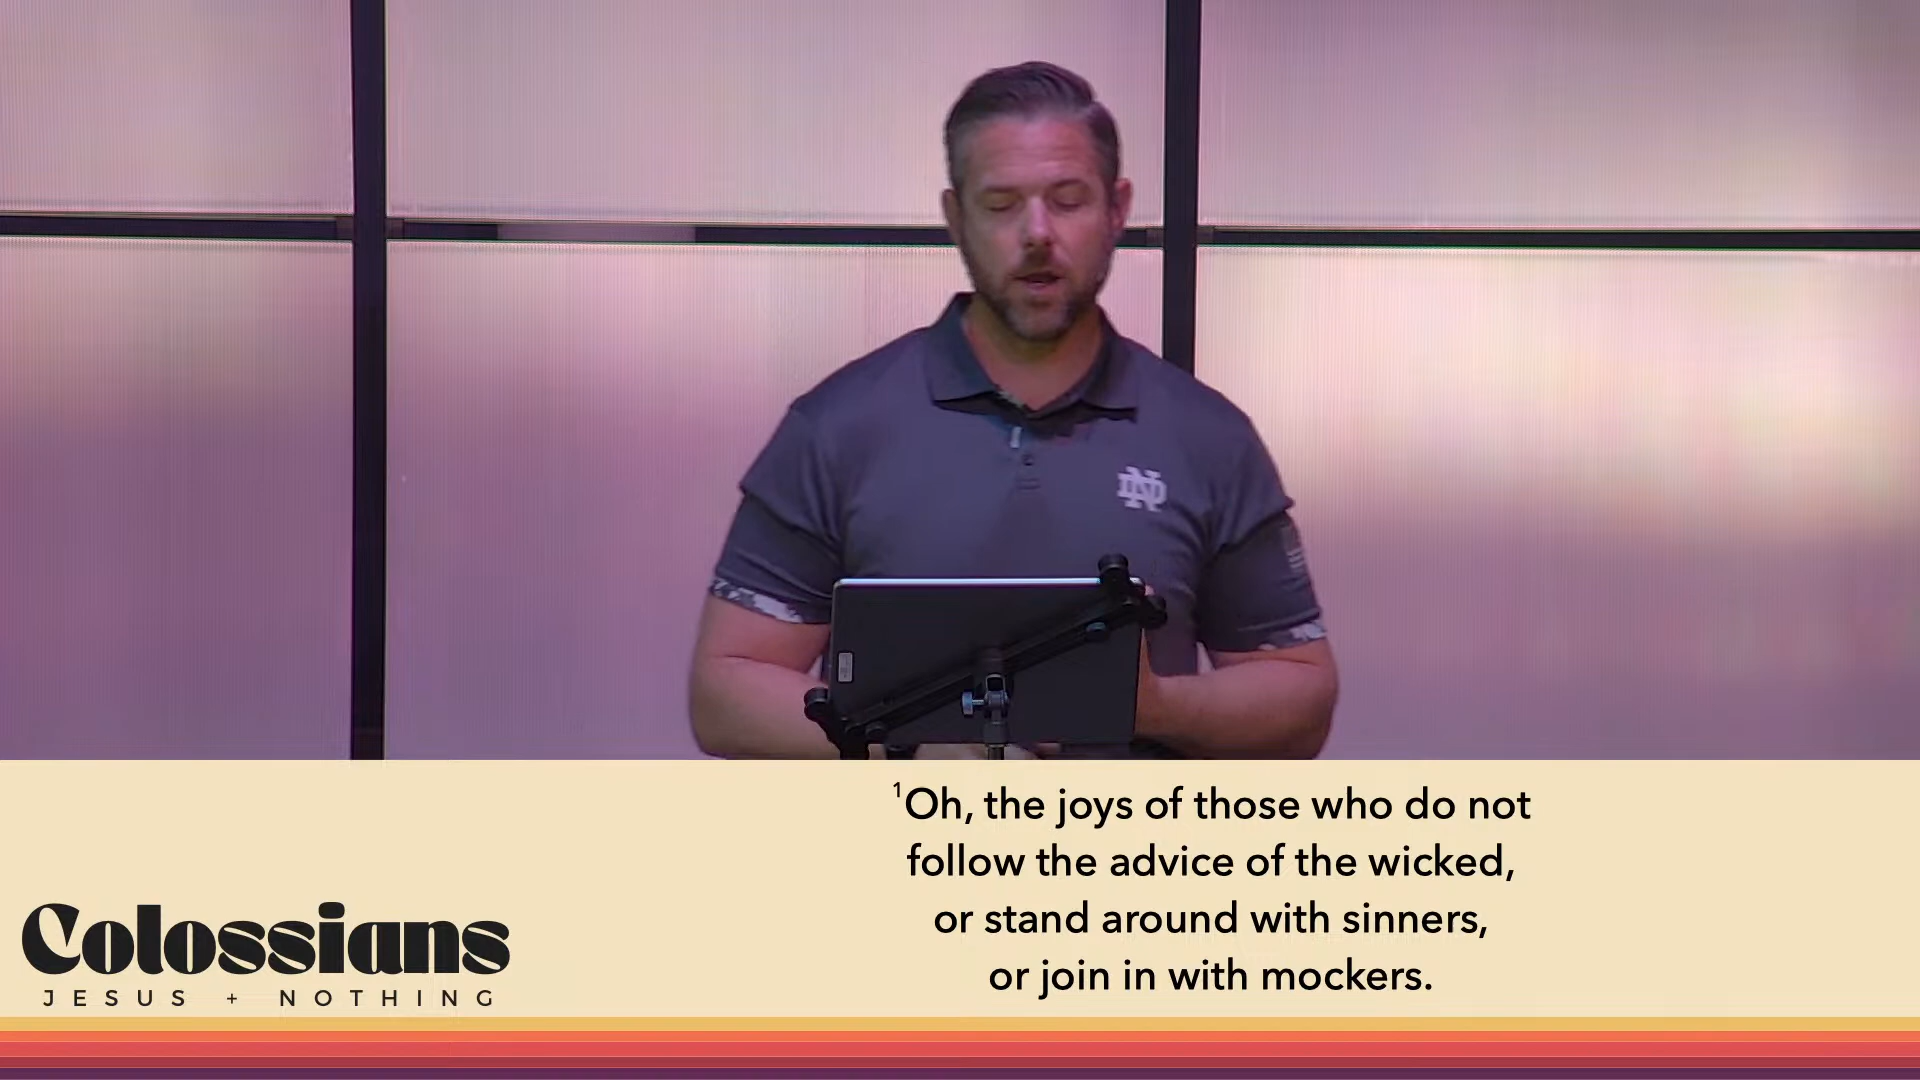 ND
¹Oh, the joys of those who do not
follow the advice of the wicked,
or stand around with sinners,
or join in with mockers.
Colossians
JESUS + NOTHING